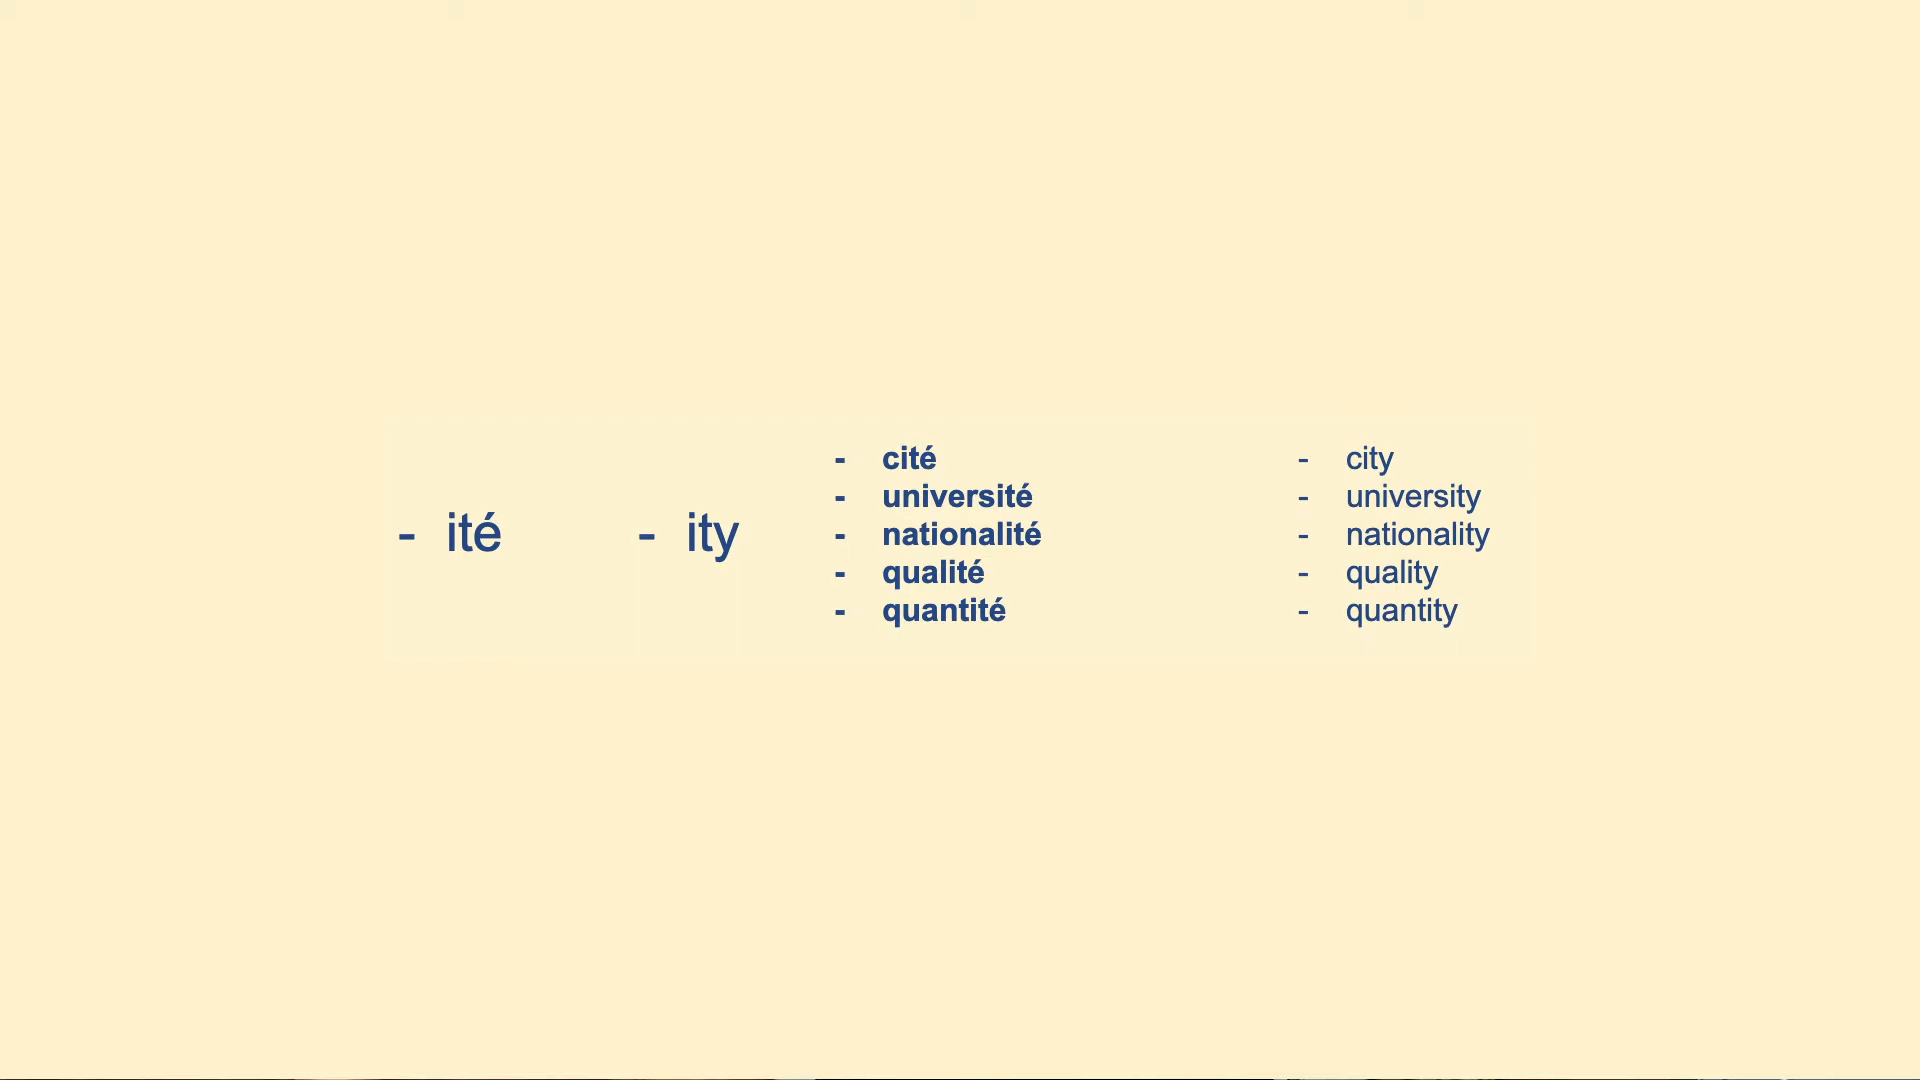 - ité
- ity
- cité
- université
- nationalité
- qualité
- quantité
- city
- university
- nationality
- quality
- quantity